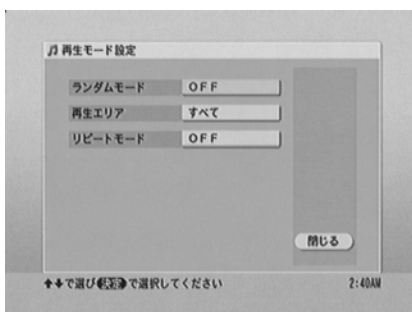 ♫ 再生モード設定
ランダムモード OFF
再生エリア すべて
リピートモード OFF
閉じる
↑↓で選び 決定 で選択してください 2:40AM